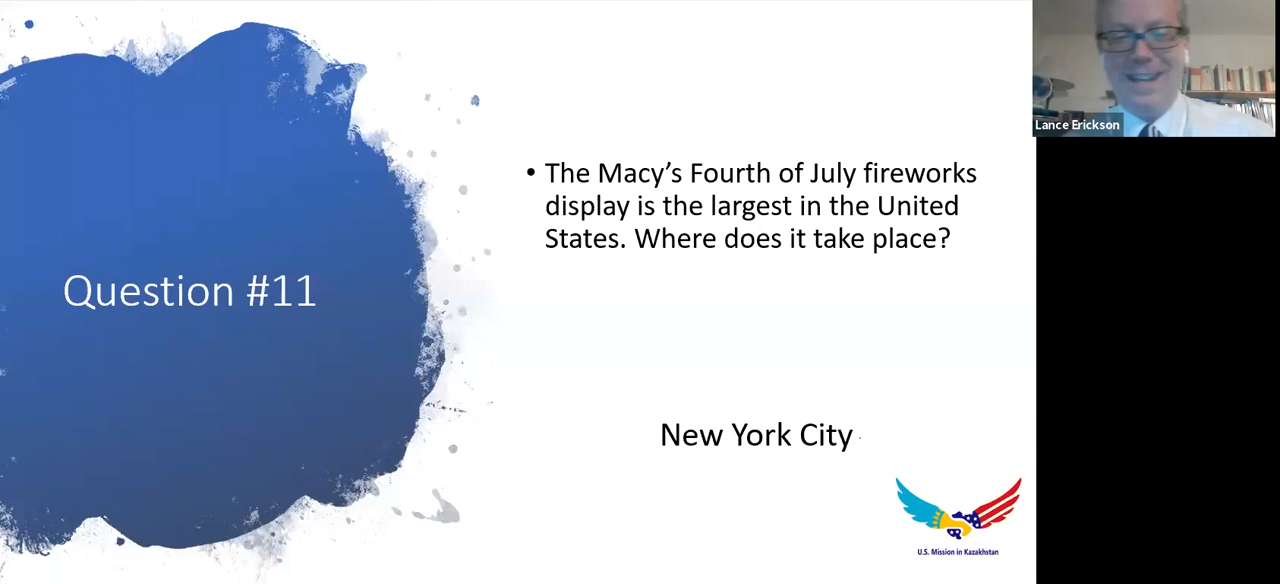 Question #11
• The Macy’s Fourth of July fireworks
display is the largest in the United
States. Where does it take place?
New York City
U.S. Mission in Kazakhstan
Lance Erickson